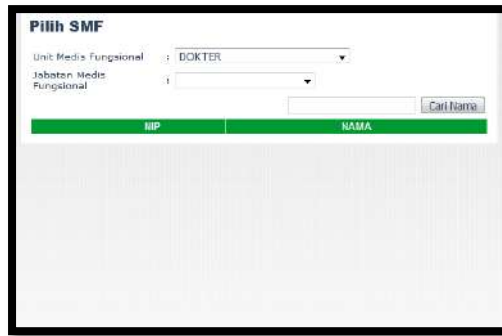 Pilih SMF
Unit Medis Fungsional : DOKTER
Jabatan Medis
Fungsional :
Cari Nama
NIP NAMA